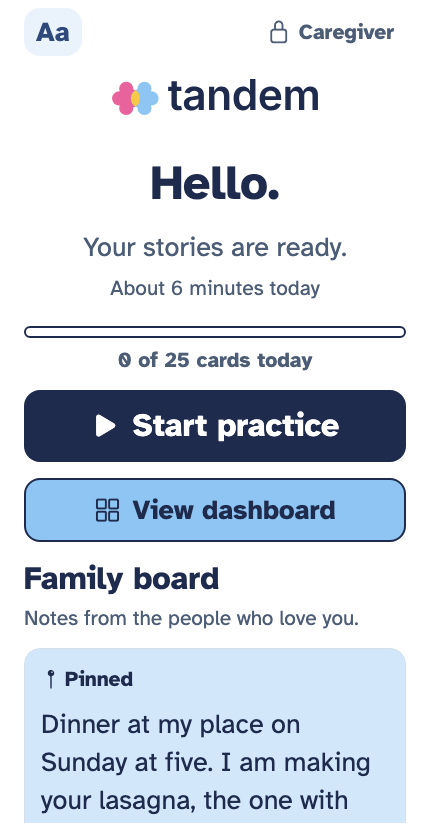 Aa
Caregiver
tandem
Hello.
Your stories are ready.
About 6 minutes today
0 of 25 cards today
Start practice
View dashboard
Family board
Notes from the people who love you.
Pinned
Dinner at my place on
Sunday at five. I am making
your lasagna, the one with